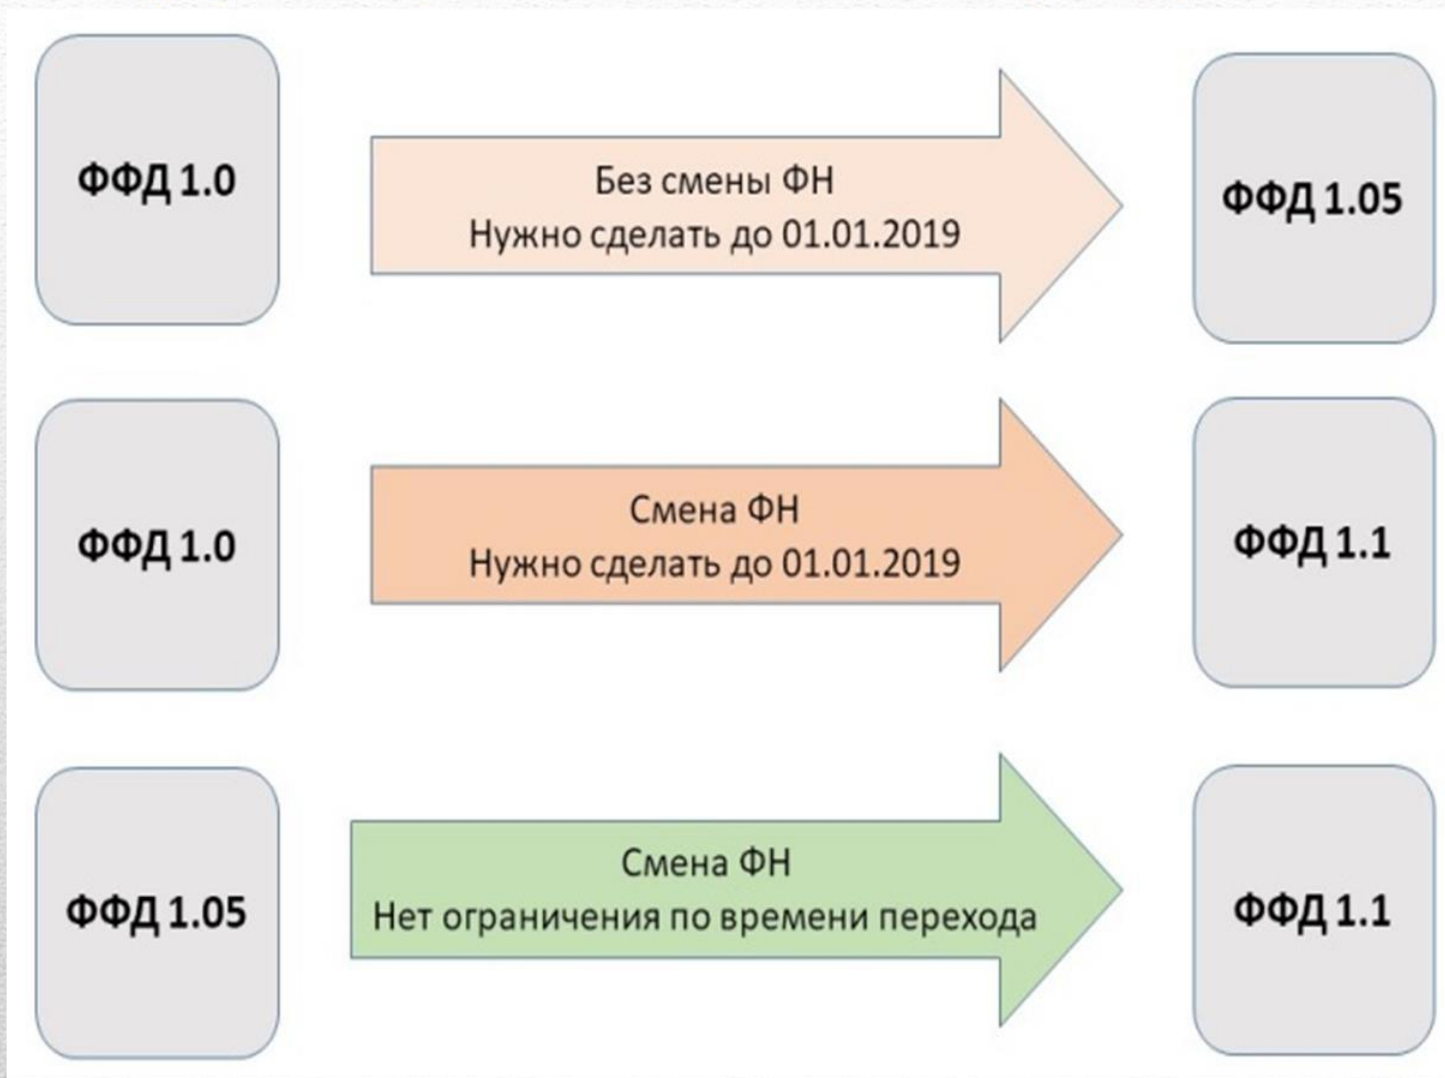 ФФД 1.0
Без смены ФН
Нужно сделать до 01.01.2019
ФФД 1.05
ФФД 1.0
Смена ФН
Нужно сделать до 01.01.2019
ФФД 1.1
ФФД 1.05
Смена ФН
Нет ограничения по времени перехода
ФФД 1.1